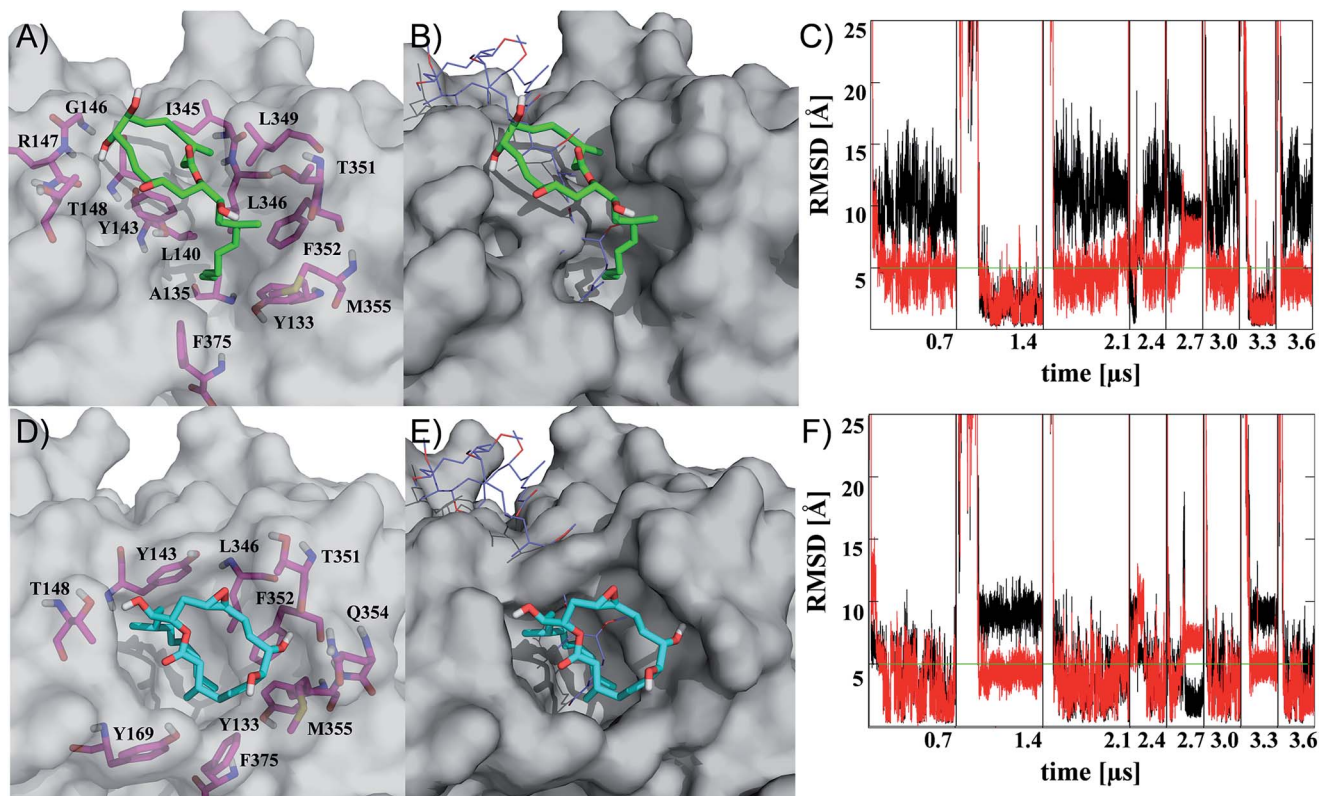 A)
G146
I345
L349
R147
T351
T148
L346
Y143
F352
L140
A135
M355
Y133
F375
B)
C)
25
20
15
10
5
RMSD [Å]
0.7 1.4 2.1 2.4 2.7 3.0 3.3 3.6
time [µs]
D)
Y143
L346
T351
T148
F352
Q354
Y133
M355
Y169
F375
E)
F)
25
20
15
10
5
RMSD [Å]
0.7 1.4 2.1 2.4 2.7 3.0 3.3 3.6
time [µs]